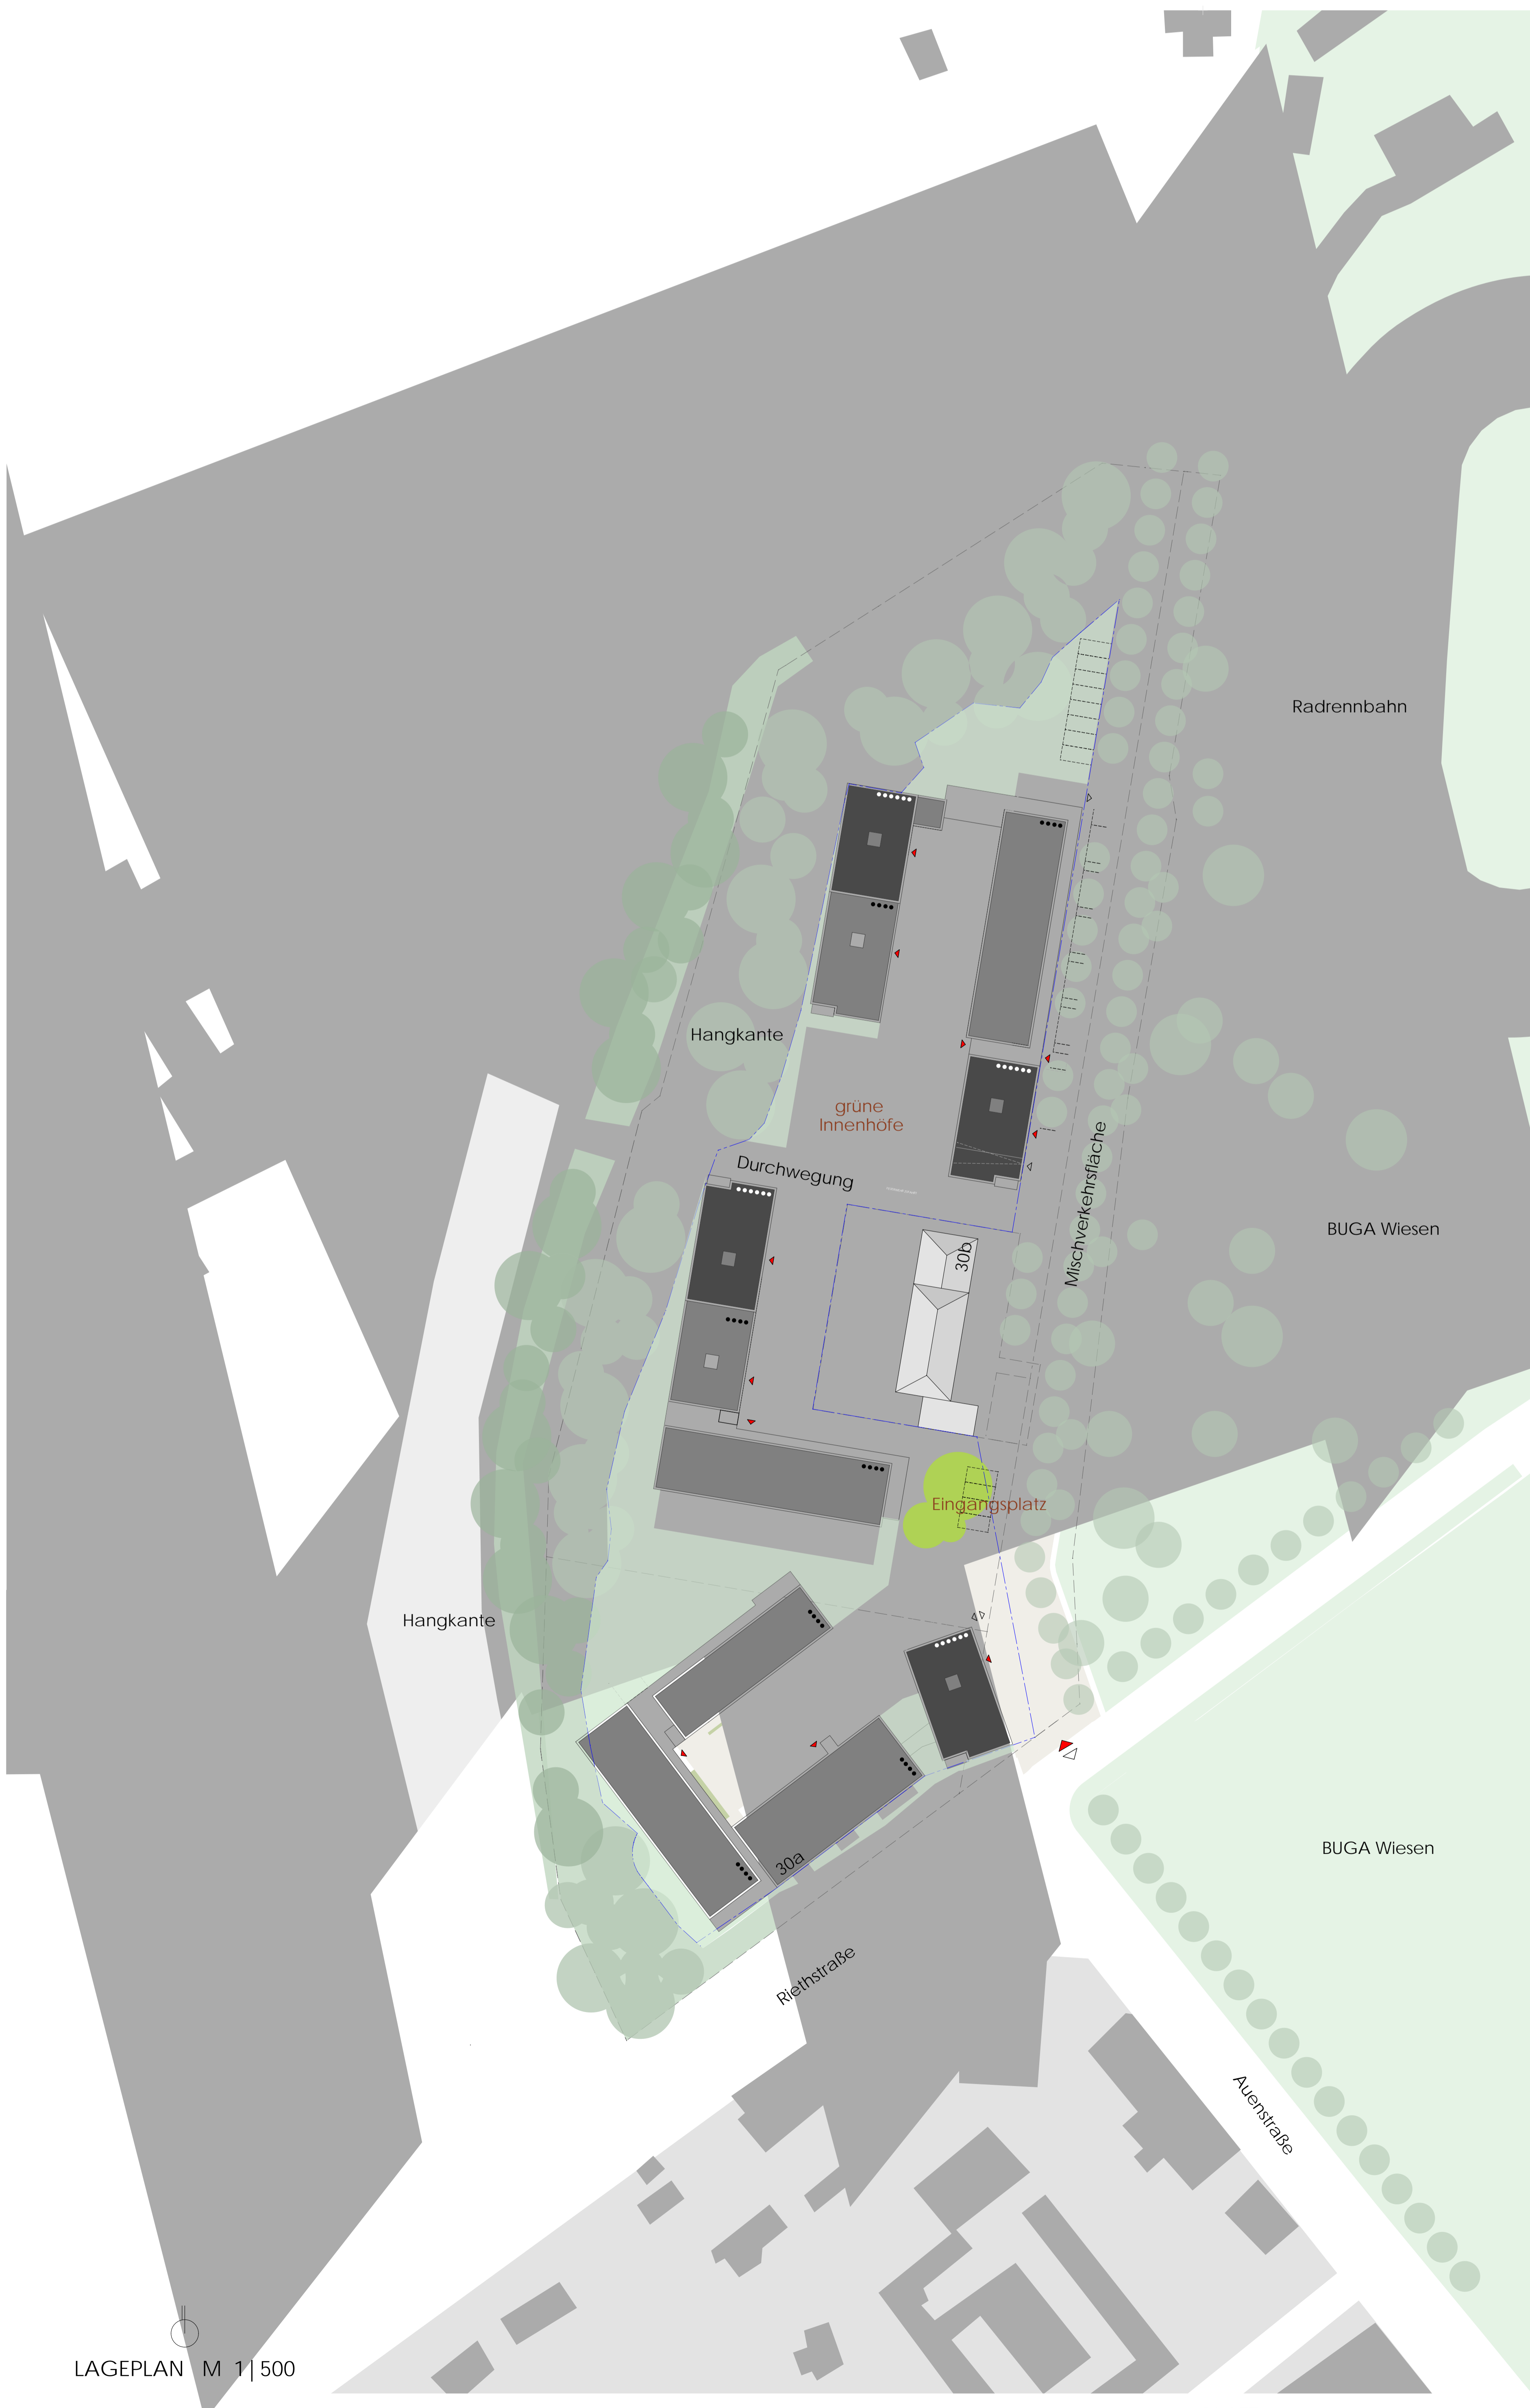 Radrennbahn
Hangkante
grüne
Innenhöfe
Durchwegung
Mischverkehrsfläche
BUGA Wiesen
30b
Eingangsplatz
Hangkante
BUGA Wiesen
30a
Riethstraße
Auenstraße
LAGEPLAN M 1|500